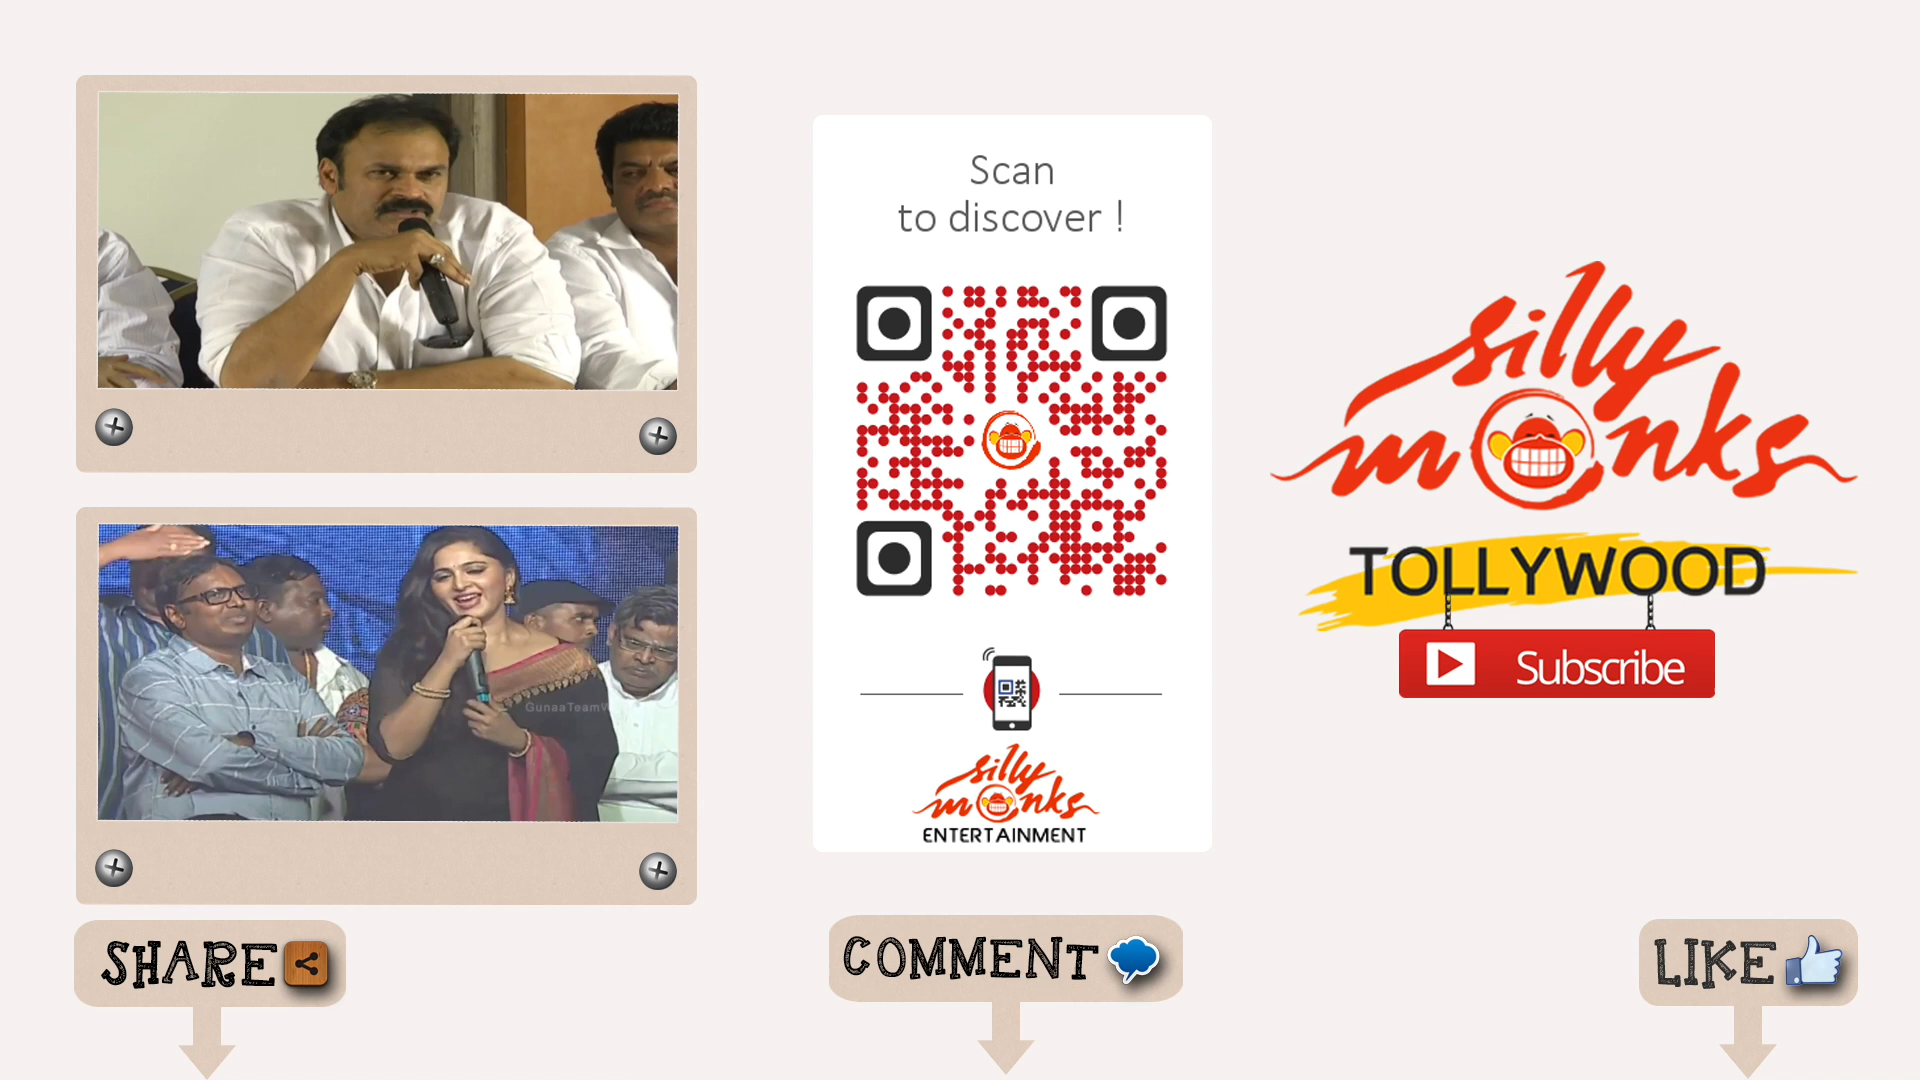 Scan
to discover !
silly
monks
ENTERTAINMENT
silly
monks
TOLLYWOOD
Subscribe
SHARE
COMMENT
LIKE